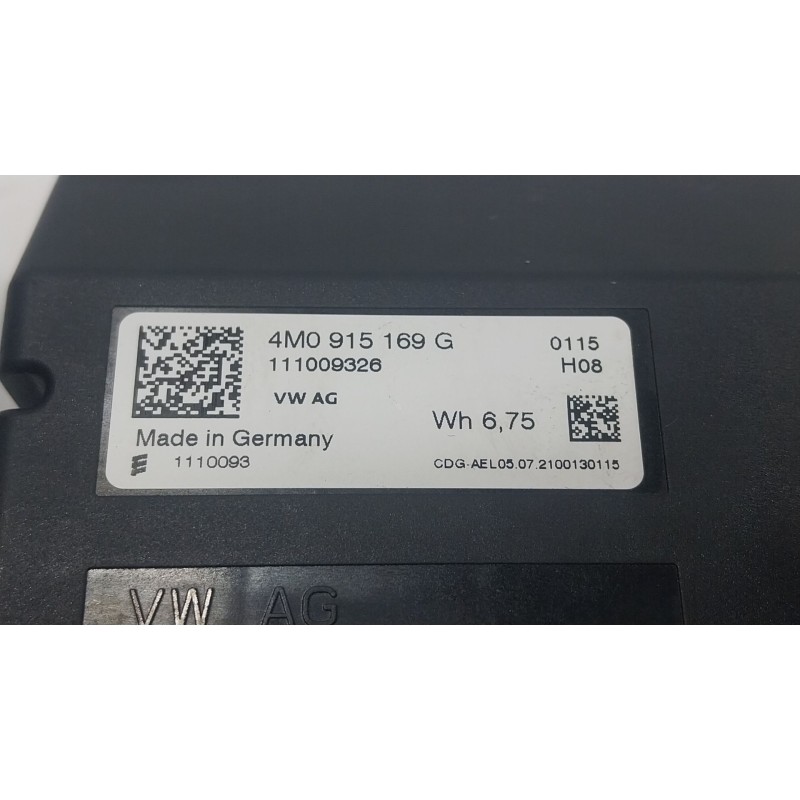 4M0 915 169 G
0115
111009326
H08
VW AG
Wh 6,75
Made in Germany
E 1110093
CDG-AEL05.07.2100130115
VW AG